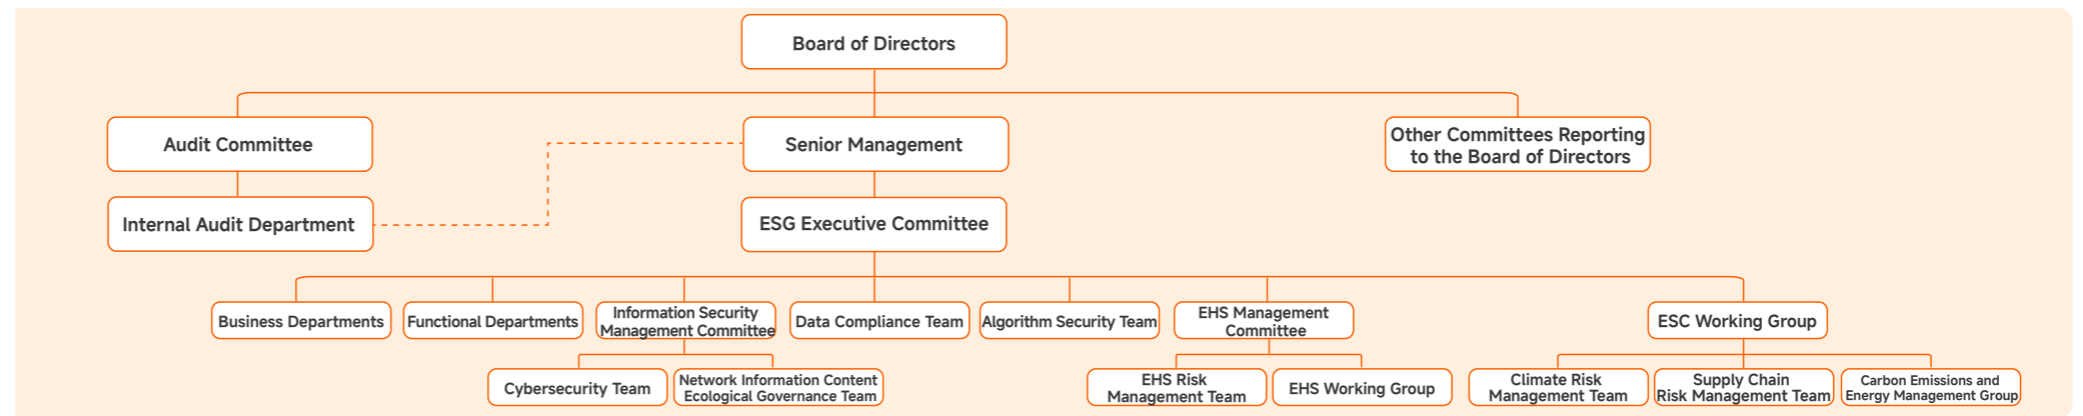 Board of Directors
Audit Committee
Senior Management
Other Committees Reporting
to the Board of Directors
Internal Audit Department
ESG Executive Committee
Business Departments
Functional Departments
Information Security
Management Committee
Data Compliance Team
Algorithm Security Team
EHS Management
Committee
ESC Working Group
Cybersecurity Team
Network Information Content
Ecological Governance Team
EHS Risk
Management Team
EHS Working Group
Climate Risk
Management Team
Supply Chain
Risk Management Team
Carbon Emissions and
Energy Management Group